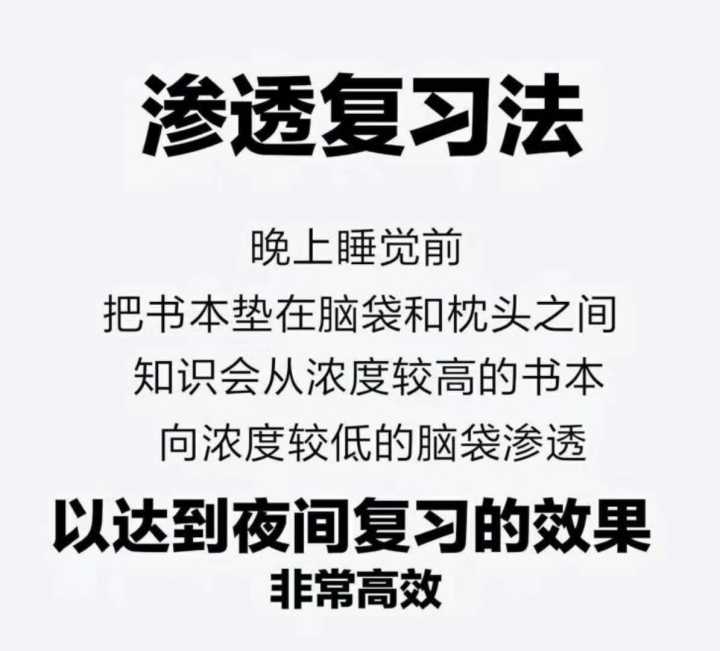 渗透复习法
晚上睡觉前
把书本垫在脑袋和枕头之间
知识会从浓度较高的书本
向浓度较低的脑袋渗透
以达到夜间复习的效果
非常高效